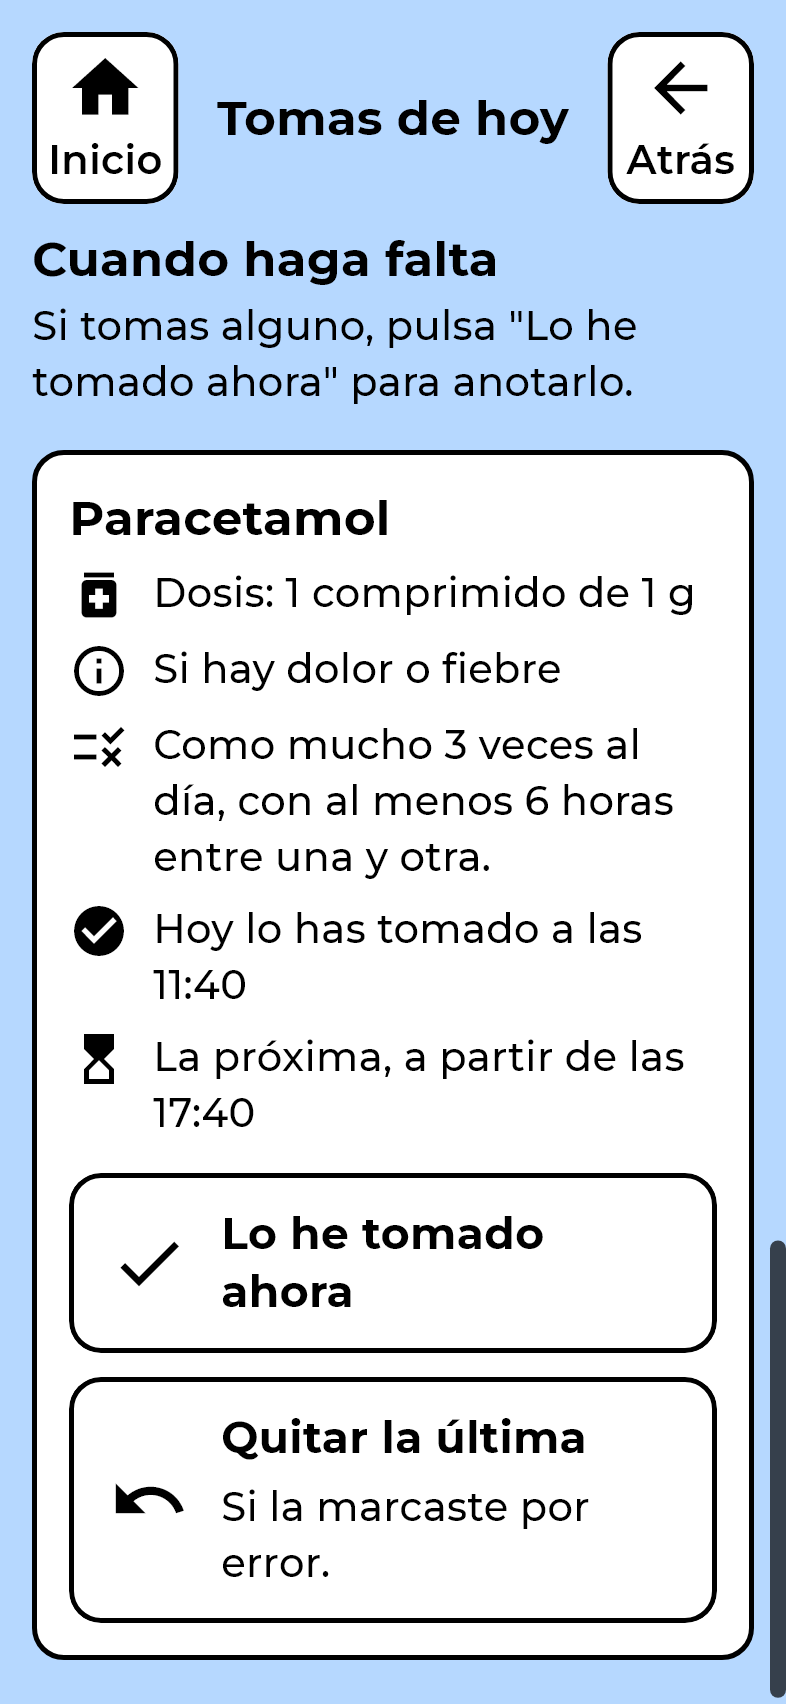 Inicio
Tomas de hoy
Atrás
Cuando haga falta
Si tomas alguno, pulsa "Lo he
tomado ahora" para anotarlo.
Paracetamol
Dosis: 1 comprimido de 1 g
Si hay dolor o fiebre
Como mucho 3 veces al
día, con al menos 6 horas
entre una y otra.
Hoy lo has tomado a las
11:40
La próxima, a partir de las
17:40
Lo he tomado
ahora
Quitar la última
Si la marcaste por
error.